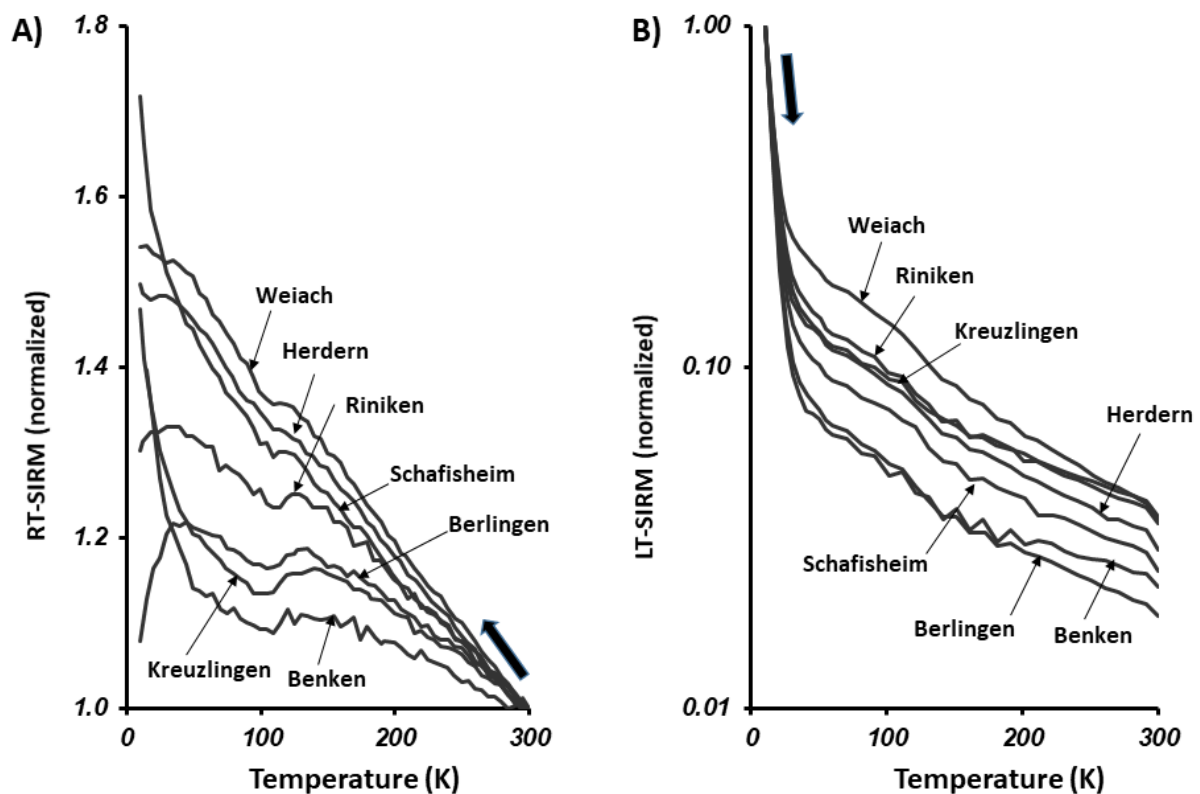 A)
1.8
1.6
1.4
1.2
1.0
RT-SIRM (normalized)
Weiach
Herdern
Riniken
Schafisheim
Berlingen
Kreuzlingen
Benken
0 100 200 300
Temperature (K)
B)
1.00
0.10
0.01
LT-SIRM (normalized)
Weiach
Riniken
Kreuzlingen
Herdern
Schafisheim
Berlingen
Benken
0 100 200 300
Temperature (K)